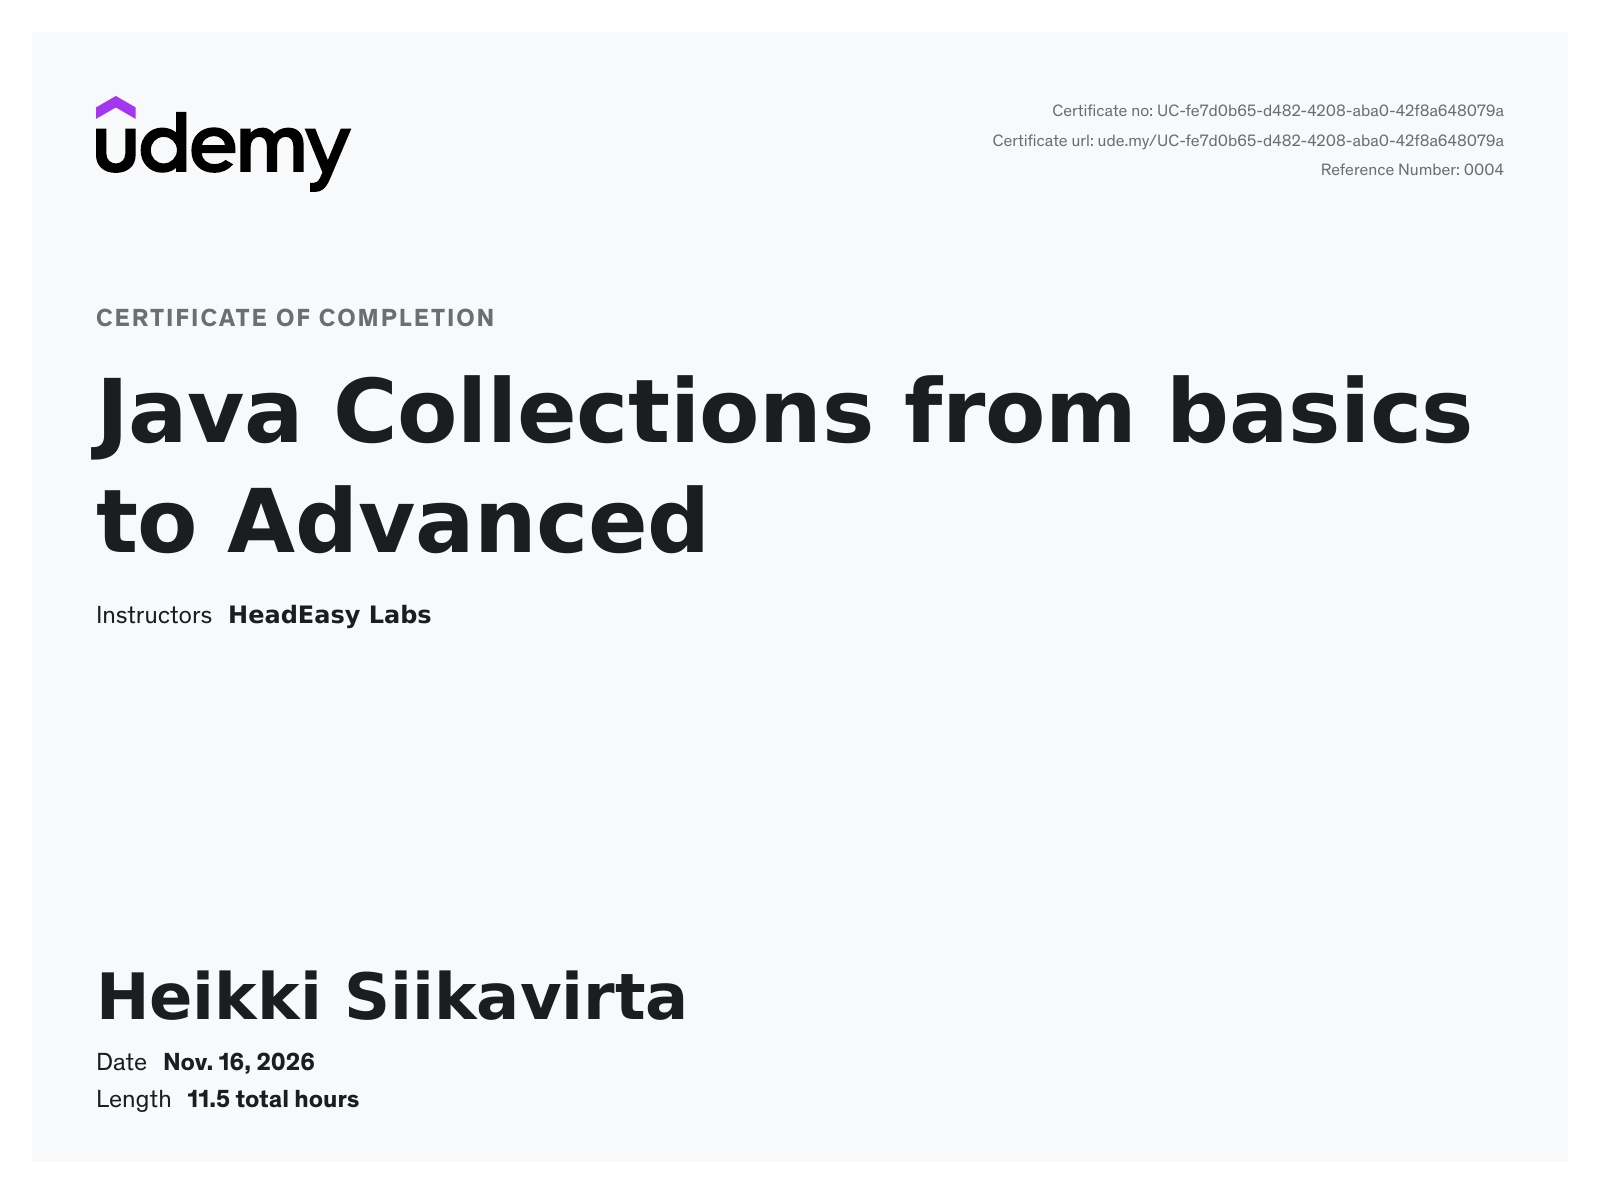 udemy
Certificate no: UC-fe7d0b65-d482-4208-aba0-42f8a648079a
Certificate url: ude.my/UC-fe7d0b65-d482-4208-aba0-42f8a648079a
Reference Number: 0004
CERTIFICATE OF COMPLETION
Java Collections from basics
to Advanced
Instructors HeadEasy Labs
Heikki Siikavirta
Date Nov. 16, 2026
Length 11.5 total hours